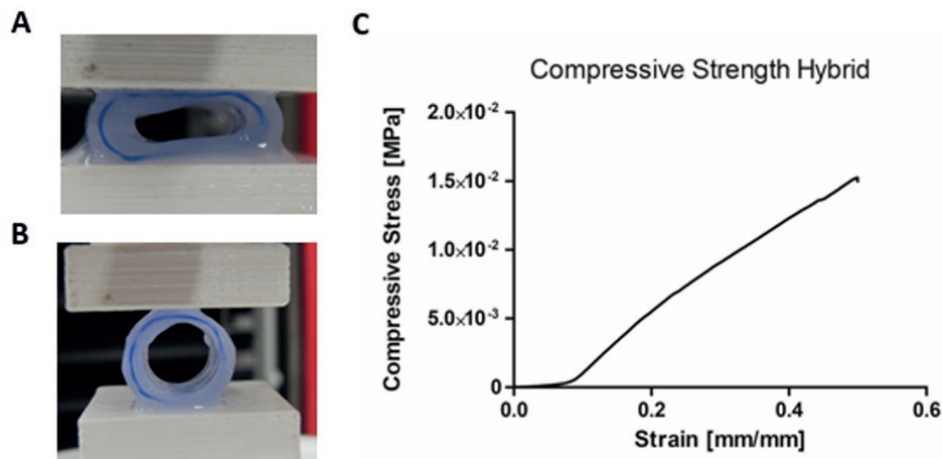 A
B
C
Compressive Strength Hybrid
Compressive Stress [MPa]
2.0×10⁻²
1.5×10⁻²
1.0×10⁻²
5.0×10⁻³
0
0.0 0.2 0.4 0.6
Strain [mm/mm]